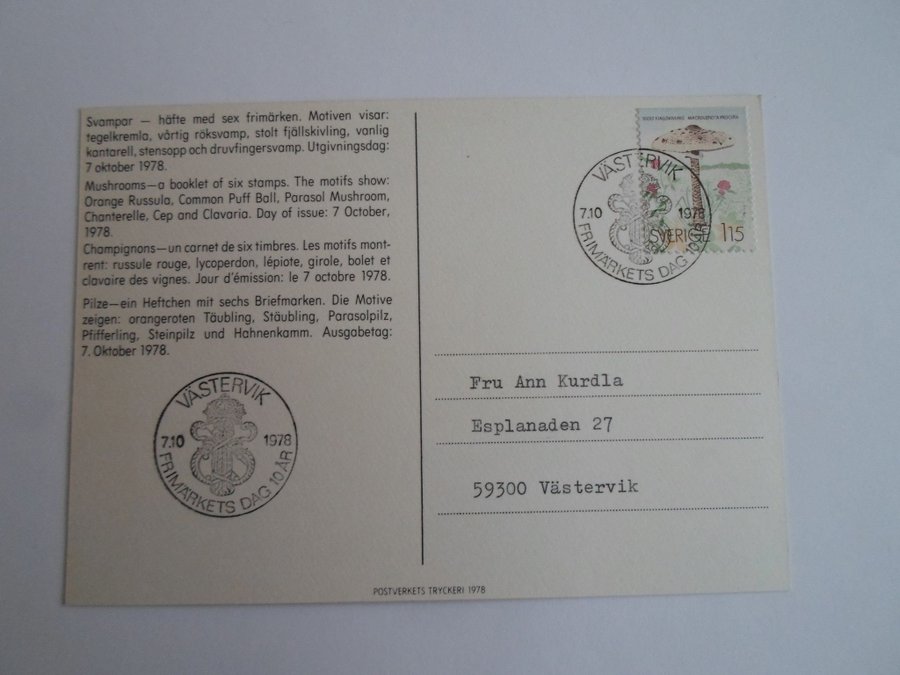 Svampar — häfte med sex frimärken. Motiven visar:
tegelkremla, vårtig röksvamp, stolt fjällskivling, vanlig
kantarell, stensopp och druvfingersvamp. Utgivningsdag:
7 oktober 1978.
Mushrooms—a booklet of six stamps. The motifs show:
Orange Russula, Common Puff Ball, Parasol Mushroom,
Chanterelle, Cep and Clavaria. Day of issue: 7 October,
1978.
Champignons—un carnet de six timbres. Les motifs mont-
rent: russule rouge, lycoperdon, lépiote, girole, bolet et
clavaire des vignes. Jour d'émission: le 7 octobre 1978.
Pilze—ein Heftchen mit sechs Briefmarken. Die Motive
zeigen: orangeroten Täubling, Stäubling, Parasolpilz,
Pfifferling, Steinpilz und Hahnenkamm. Ausgabetag:
7. Oktober 1978.
VÄSTERVIK
7.10 1978
FRIMÄRKETS DAG 10 ÅR
STOLT FJÄLLSKIVLING MACROLEPIOTA PROCERA
SVERIGE 115
VÄSTERVIK
7.10 1978
FRIMÄRKETS DAG 10 ÅR
Fru Ann Kurdla
Esplanaden 27
59300 Västervik
POSTVERKETS TRYCKERI 1978